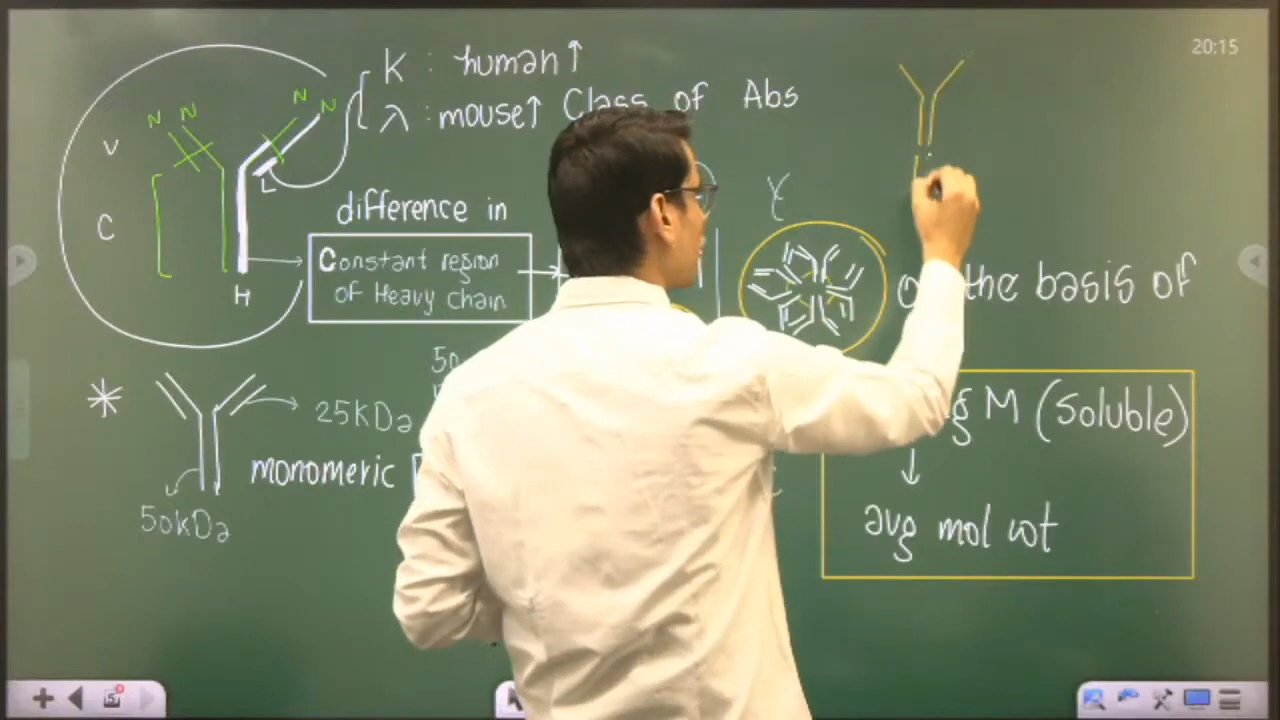 20:15
K : human↑
λ : mouse↑ Class of Abs
N N N N
V
C
L
H
difference in
Constant region
of Heavy chain
the basis of
* 25kDa
monomeric
50kDa
50
g M (Soluble)
↓
avg mol wt